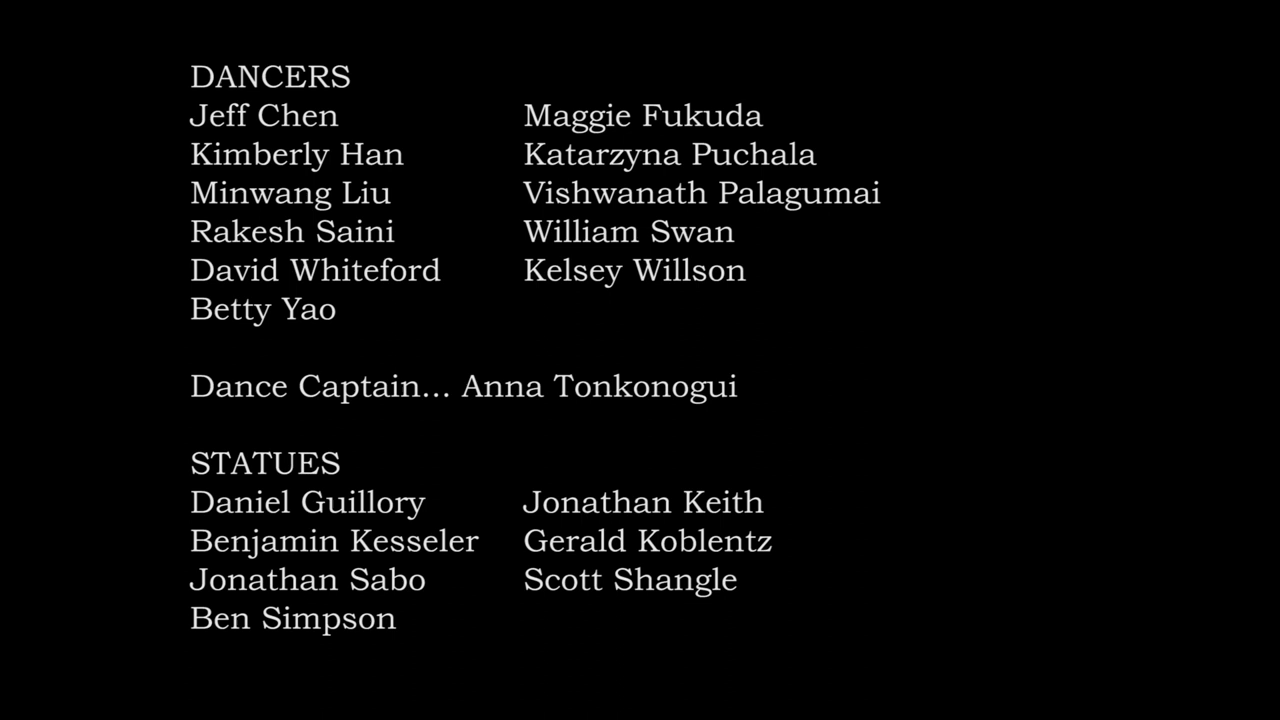 DANCERS
Jeff Chen Maggie Fukuda
Kimberly Han Katarzyna Puchala
Minwang Liu Vishwanath Palagumai
Rakesh Saini William Swan
David Whiteford Kelsey Willson
Betty Yao
Dance Captain... Anna Tonkonogui
STATUES
Daniel Guillory Jonathan Keith
Benjamin Kesseler Gerald Koblentz
Jonathan Sabo Scott Shangle
Ben Simpson